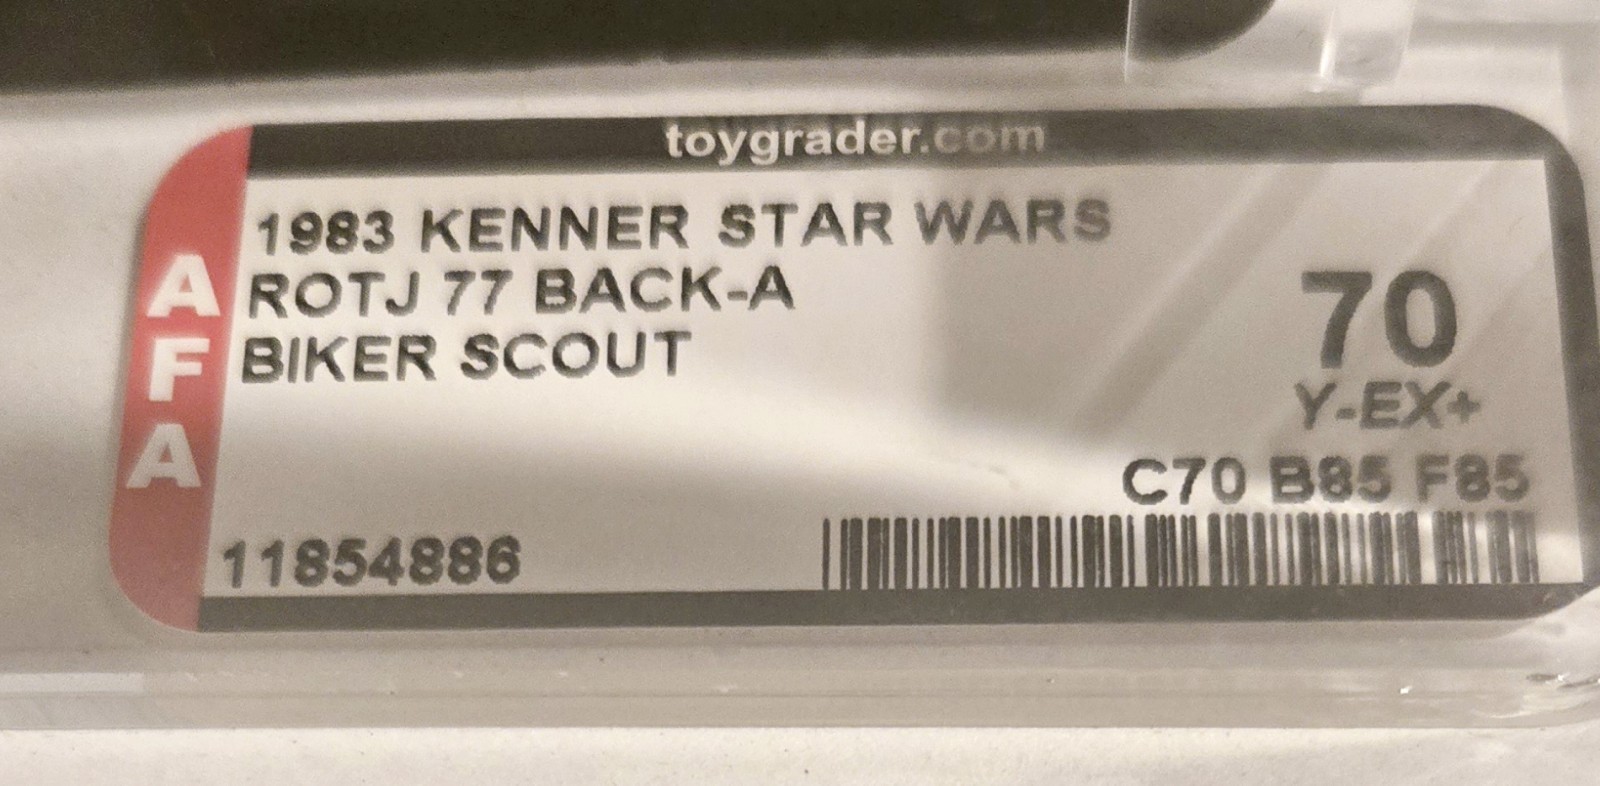 toygrader.com
AFA
1983 KENNER STAR WARS
ROTJ 77 BACK-A
BIKER SCOUT
70
Y-EX+
C70 B85 F85
11854886